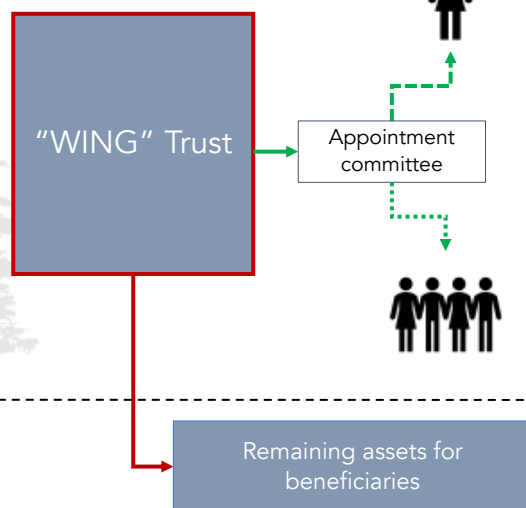 “WING” Trust
Appointment
committee
Remaining assets for
beneficiaries